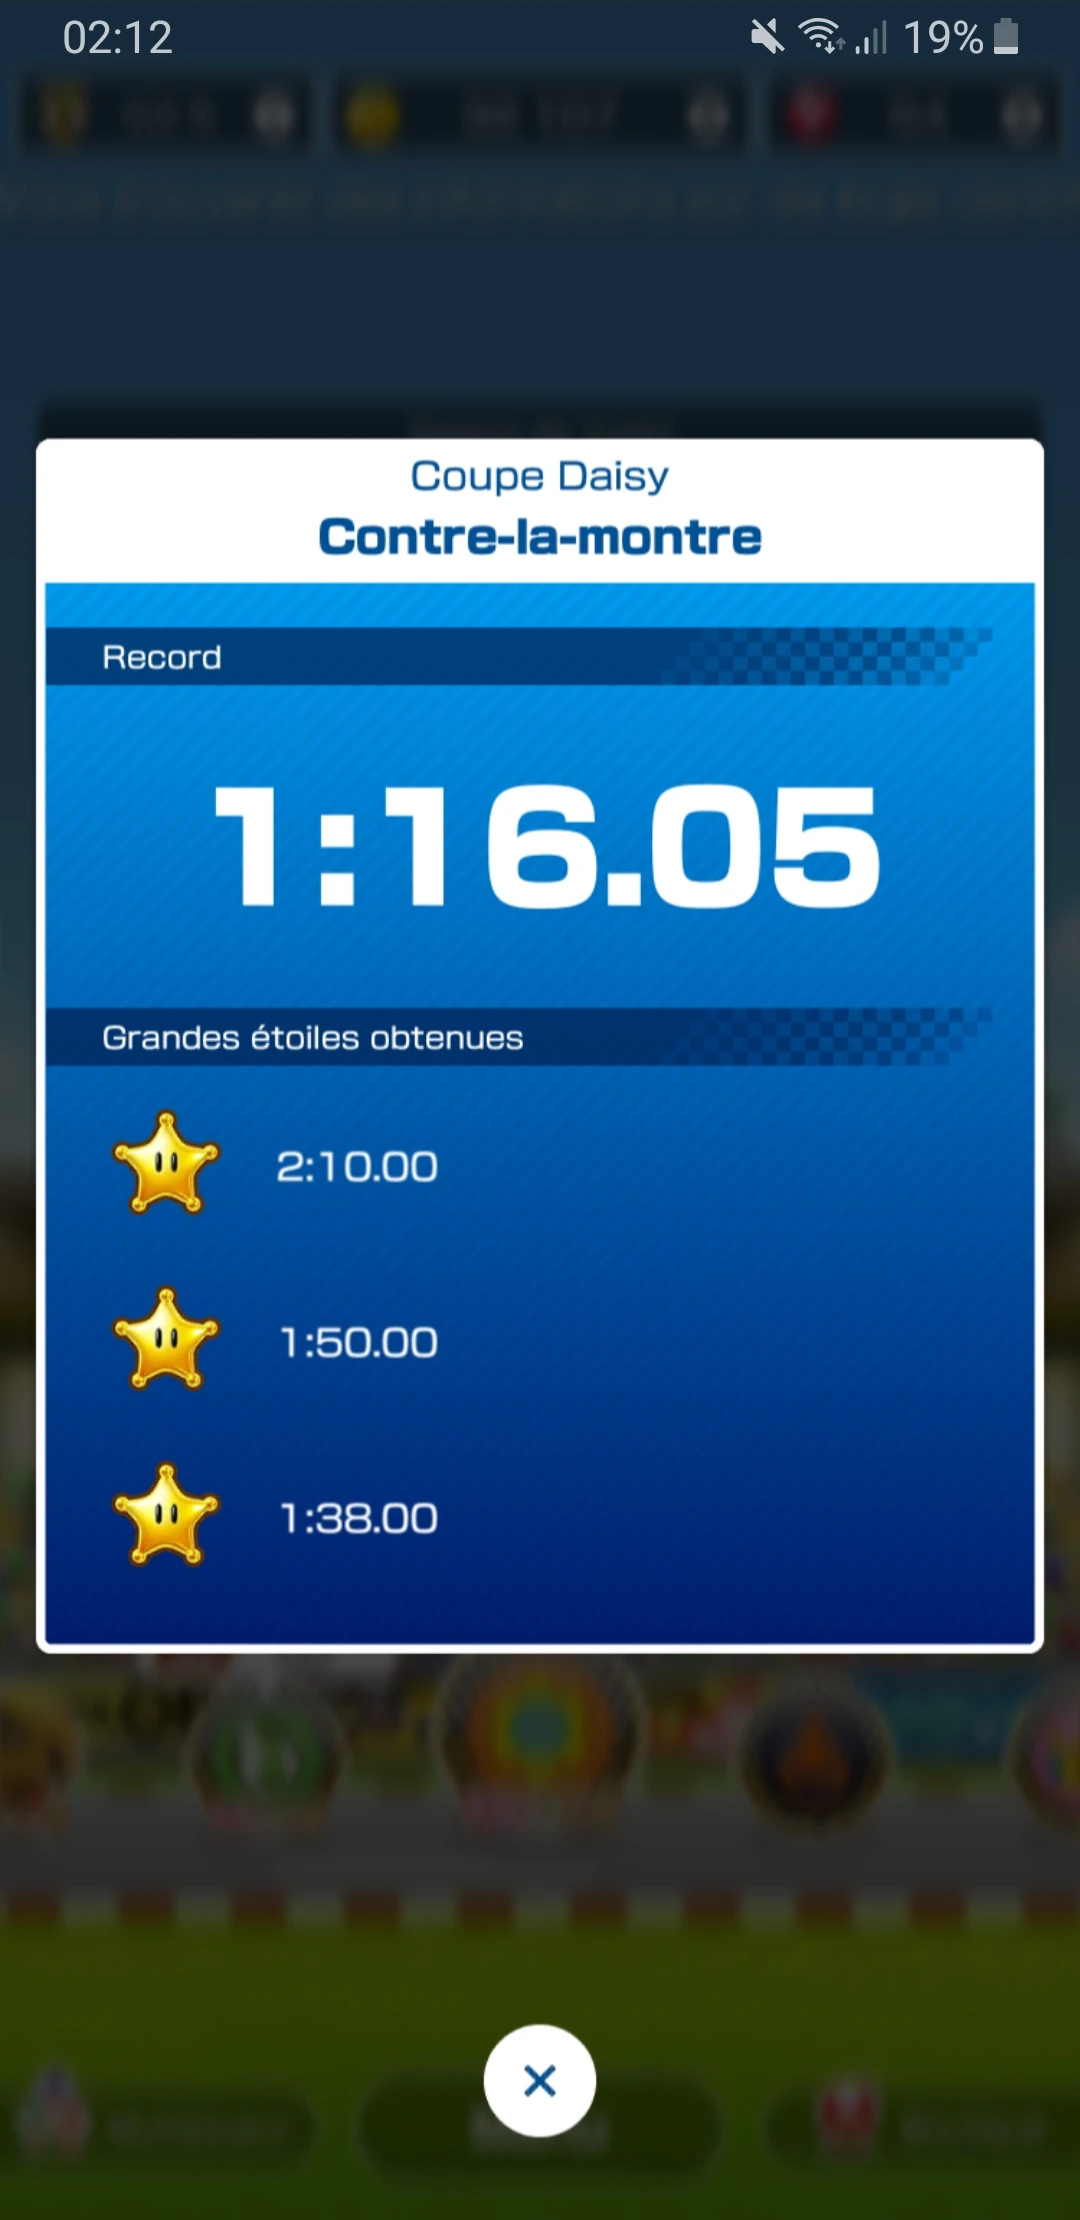 02:12 19%
Coupe Daisy
Contre-la-montre
Record
1:16.05
Grandes étoiles obtenues
2:10.00
1:50.00
1:38.00